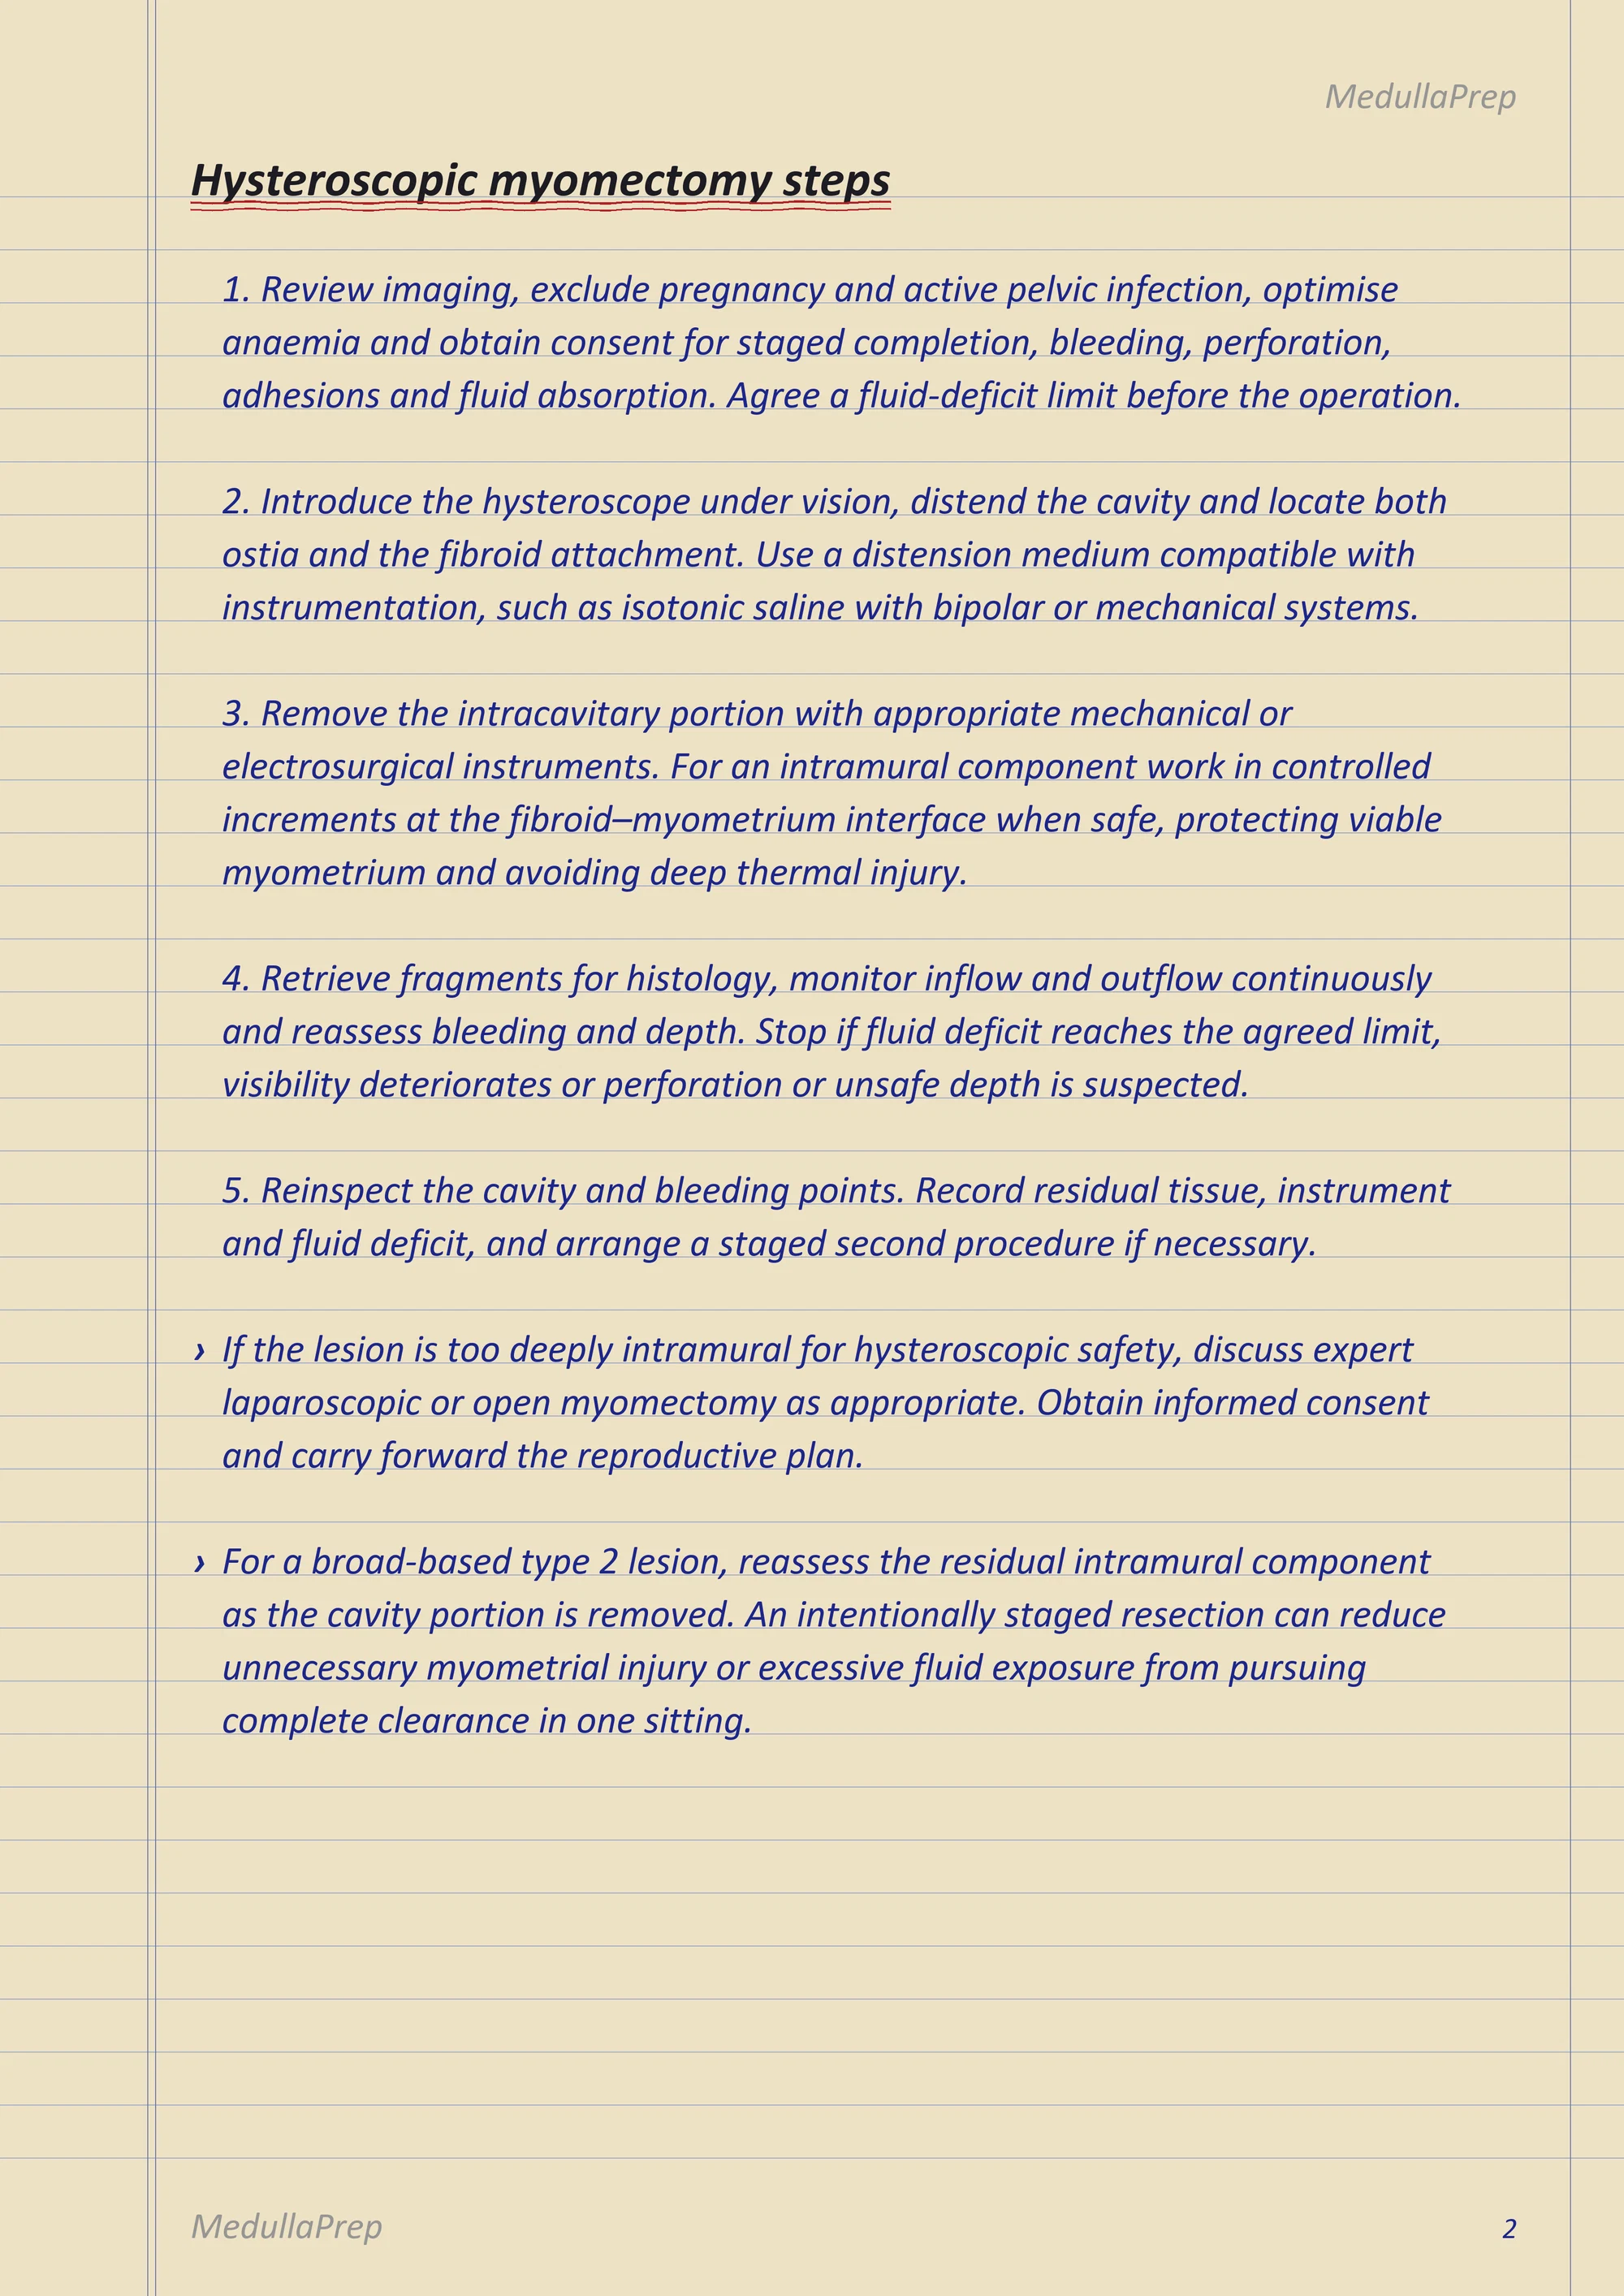 MedullaPrep
Hysteroscopic myomectomy steps
1. Review imaging, exclude pregnancy and active pelvic infection, optimise
anaemia and obtain consent for staged completion, bleeding, perforation,
adhesions and fluid absorption. Agree a fluid-deficit limit before the operation.
2. Introduce the hysteroscope under vision, distend the cavity and locate both
ostia and the fibroid attachment. Use a distension medium compatible with
instrumentation, such as isotonic saline with bipolar or mechanical systems.
3. Remove the intracavitary portion with appropriate mechanical or
electrosurgical instruments. For an intramural component work in controlled
increments at the fibroid–myometrium interface when safe, protecting viable
myometrium and avoiding deep thermal injury.
4. Retrieve fragments for histology, monitor inflow and outflow continuously
and reassess bleeding and depth. Stop if fluid deficit reaches the agreed limit,
visibility deteriorates or perforation or unsafe depth is suspected.
5. Reinspect the cavity and bleeding points. Record residual tissue, instrument
and fluid deficit, and arrange a staged second procedure if necessary.
› If the lesion is too deeply intramural for hysteroscopic safety, discuss expert
laparoscopic or open myomectomy as appropriate. Obtain informed consent
and carry forward the reproductive plan.
› For a broad-based type 2 lesion, reassess the residual intramural component
as the cavity portion is removed. An intentionally staged resection can reduce
unnecessary myometrial injury or excessive fluid exposure from pursuing
complete clearance in one sitting.
MedullaPrep
2